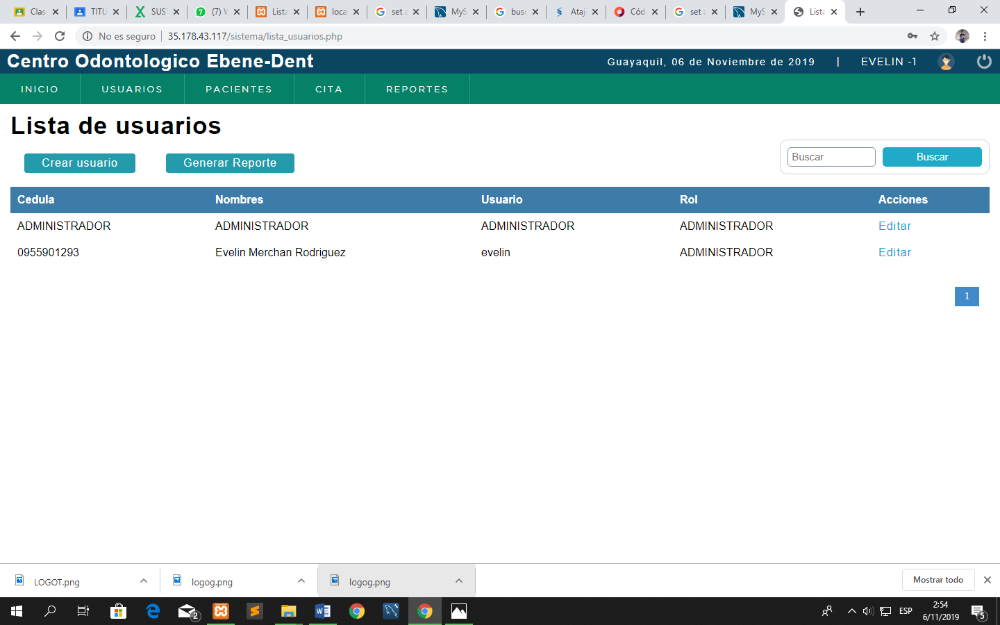 Clas
TITU
SUS
(7) W
Lista
loca
set a
MyS
busc
Ataj
Cód
set a
MyS
Lista
No es seguro
35.178.43.117/sistema/lista_usuarios.php
Centro Odontologico Ebene-Dent
Guayaquil, 06 de Noviembre de 2019 | EVELIN -1
INICIO USUARIOS PACIENTES CITA REPORTES
Lista de usuarios
Crear usuario Generar Reporte
Buscar Buscar
Cedula Nombres Usuario Rol Acciones
ADMINISTRADOR ADMINISTRADOR ADMINISTRADOR ADMINISTRADOR Editar
0955901293 Evelin Merchan Rodriguez evelin ADMINISTRADOR Editar
1
LOGOT.png logog.png logog.png Mostrar todo
2
ESP
2:54
6/11/2019
5